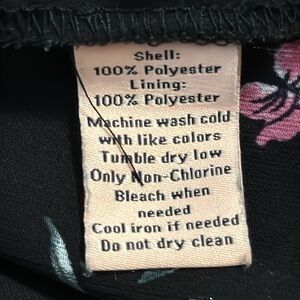 Shell:
100% Polyester
Lining:
100% Polyester
Machine wash cold
with like colors
Tumble dry low
Only Non-Chlorine
Bleach when
needed
Cool iron if needed
Do not dry clean